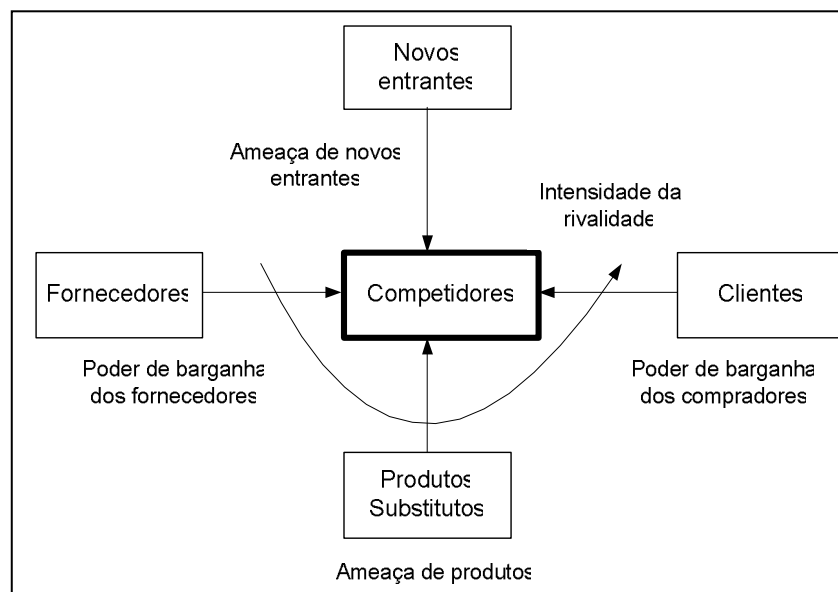 Novos
entrantes
Ameaça de novos
entrantes
Intensidade da
rivalidade
Fornecedores
Competidores
Clientes
Poder de barganha
dos fornecedores
Poder de barganha
dos compradores
Produtos
Substitutos
Ameaça de produtos